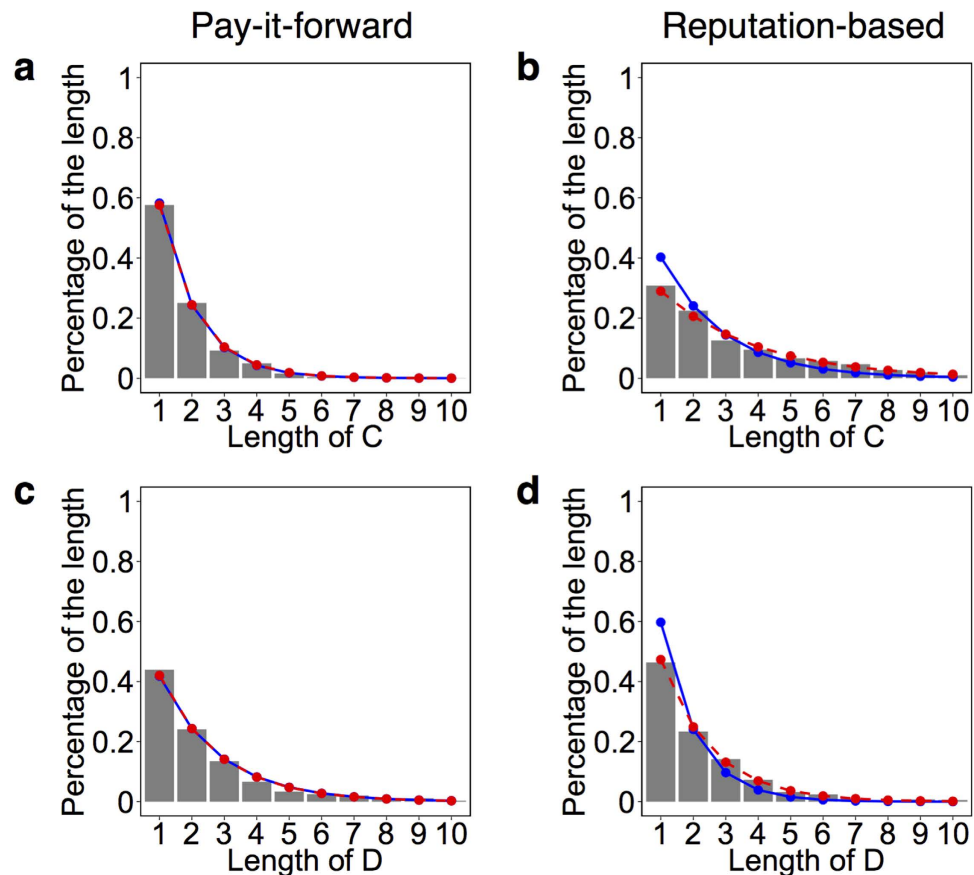 Pay-it-forward
Reputation-based
a
Percentage of the length
1
0.8
0.6
0.4
0.2
0
1 2 3 4 5 6 7 8 9 10
Length of C
b
Percentage of the length
1
0.8
0.6
0.4
0.2
0
1 2 3 4 5 6 7 8 9 10
Length of C
c
Percentage of the length
1
0.8
0.6
0.4
0.2
0
1 2 3 4 5 6 7 8 9 10
Length of D
d
Percentage of the length
1
0.8
0.6
0.4
0.2
0
1 2 3 4 5 6 7 8 9 10
Length of D